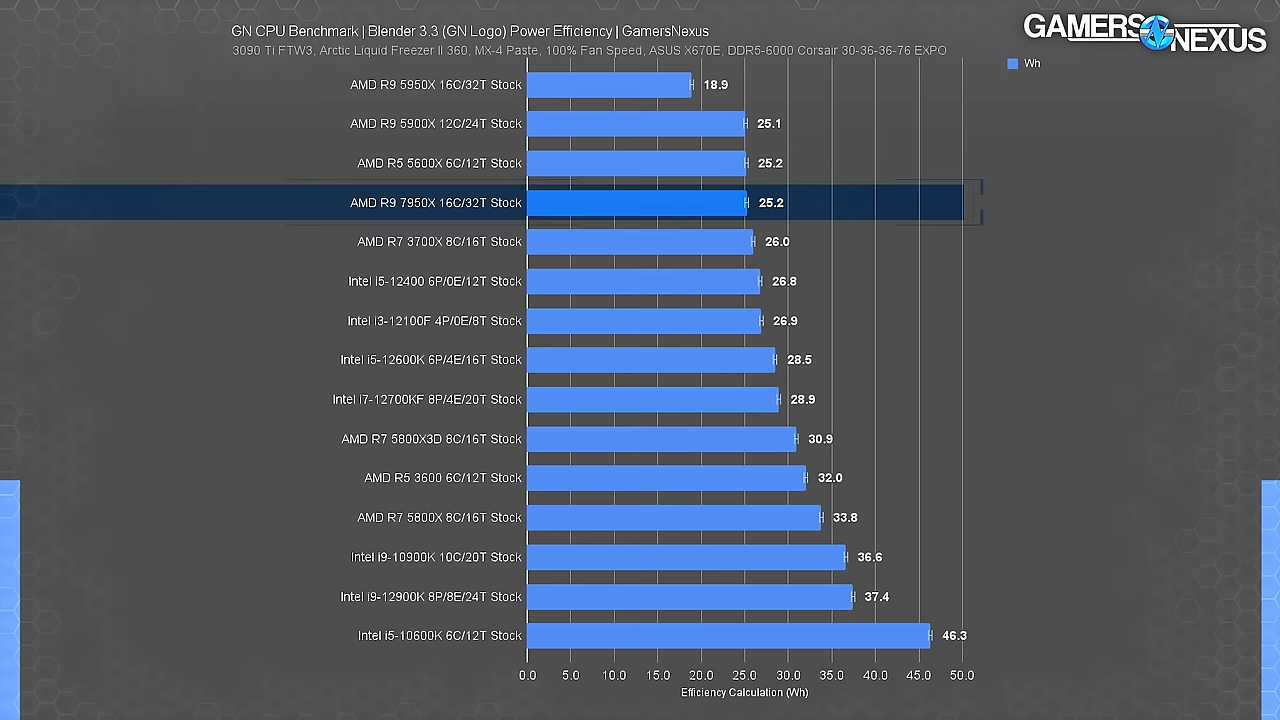 GN CPU Benchmark | Blender 3.3 (GN Logo) Power Efficiency | GamersNexus
3090 Ti FTW3, Arctic Liquid Freezer II 360, MX-4 Paste, 100% Fan Speed, ASUS X670E, DDR5-6000 Corsair 30-36-36-76 EXPO
GAMERS NEXUS
Wh
AMD R9 5950X 16C/32T Stock 18.9
AMD R9 5900X 12C/24T Stock 25.1
AMD R5 5600X 6C/12T Stock 25.2
AMD R9 7950X 16C/32T Stock 25.2
AMD R7 3700X 8C/16T Stock 26.0
Intel i5-12400 6P/0E/12T Stock 26.8
Intel i3-12100F 4P/0E/8T Stock 26.9
Intel i5-12600K 6P/4E/16T Stock 28.5
Intel i7-12700KF 8P/4E/20T Stock 28.9
AMD R7 5800X3D 8C/16T Stock 30.9
AMD R5 3600 6C/12T Stock 32.0
AMD R7 5800X 8C/16T Stock 33.8
Intel i9-10900K 10C/20T Stock 36.6
Intel i9-12900K 8P/8E/24T Stock 37.4
Intel i5-10600K 6C/12T Stock 46.3
0.0 5.0 10.0 15.0 20.0 25.0 30.0 35.0 40.0 45.0 50.0
Efficiency Calculation (Wh)